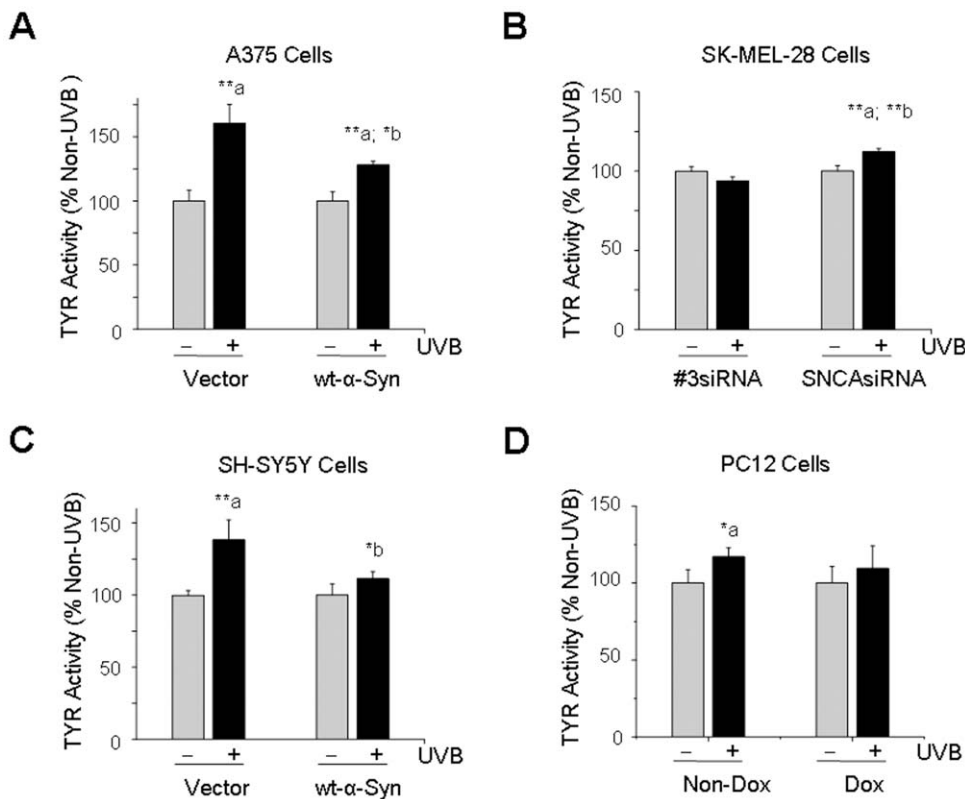 A
A375 Cells
TYR Activity (% Non-UVB )
150
100
50
0
**a
**a; *b
– + – + UVB
Vector wt-α-Syn
B
SK-MEL-28 Cells
TYR Activity (% Non-UVB)
150
100
50
0
**a; **b
– + – + UVB
#3siRNA SNCAsiRNA
C
SH-SY5Y Cells
TYR Activity (% Non-UVB)
150
100
50
0
**a
*b
– + – + UVB
Vector wt-α-Syn
D
PC12 Cells
TYR Activity (% Non-UVB)
150
100
50
0
*a
– + – + UVB
Non-Dox Dox